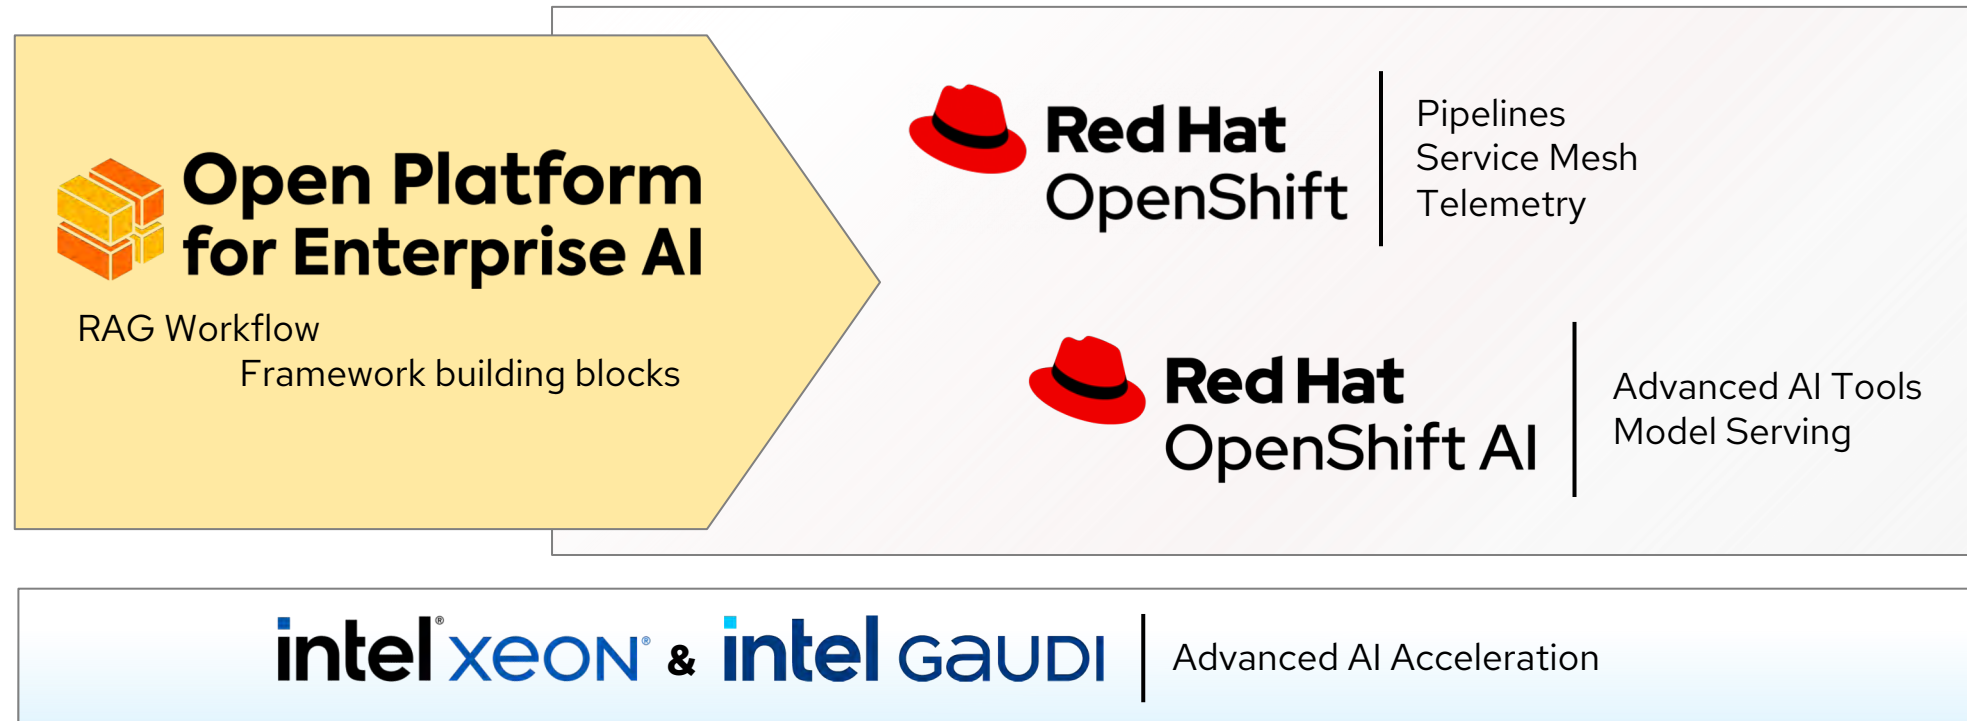 Open Platform
for Enterprise AI
RAG Workflow
Framework building blocks
Red Hat
OpenShift
Pipelines
Service Mesh
Telemetry
Red Hat
OpenShift AI
Advanced AI Tools
Model Serving
intel® xeon® & intel GAUDI
Advanced AI Acceleration